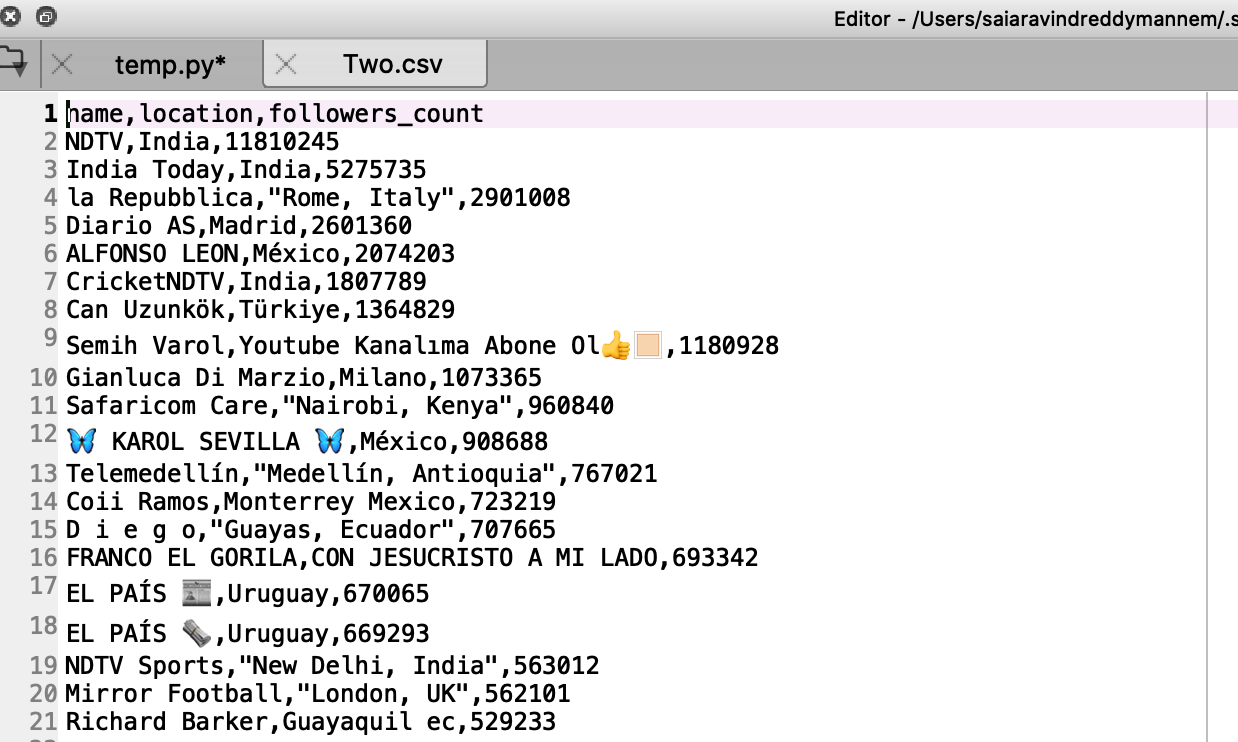 Editor - /Users/saiaravindreddymannem/.s
temp.py* Two.csv
1 name,location,followers_count
2 NDTV,India,11810245
3 India Today,India,5275735
4 la Repubblica,"Rome, Italy",2901008
5 Diario AS,Madrid,2601360
6 ALFONSO LEON,México,2074203
7 CricketNDTV,India,1807789
8 Can Uzunkök,Türkiye,1364829
9 Semih Varol,Youtube Kanalıma Abone Ol👍🏼,1180928
10 Gianluca Di Marzio,Milano,1073365
11 Safaricom Care,"Nairobi, Kenya",960840
12 🦋 KAROL SEVILLA 🦋,México,908688
13 Telemedellín,"Medellín, Antioquia",767021
14 Coii Ramos,Monterrey Mexico,723219
15 D i e g o,"Guayas, Ecuador",707665
16 FRANCO EL GORILA,CON JESUCRISTO A MI LADO,693342
17 EL PAÍS 📰,Uruguay,670065
18 EL PAÍS 🗞,Uruguay,669293
19 NDTV Sports,"New Delhi, India",563012
20 Mirror Football,"London, UK",562101
21 Richard Barker,Guayaquil ec,529233